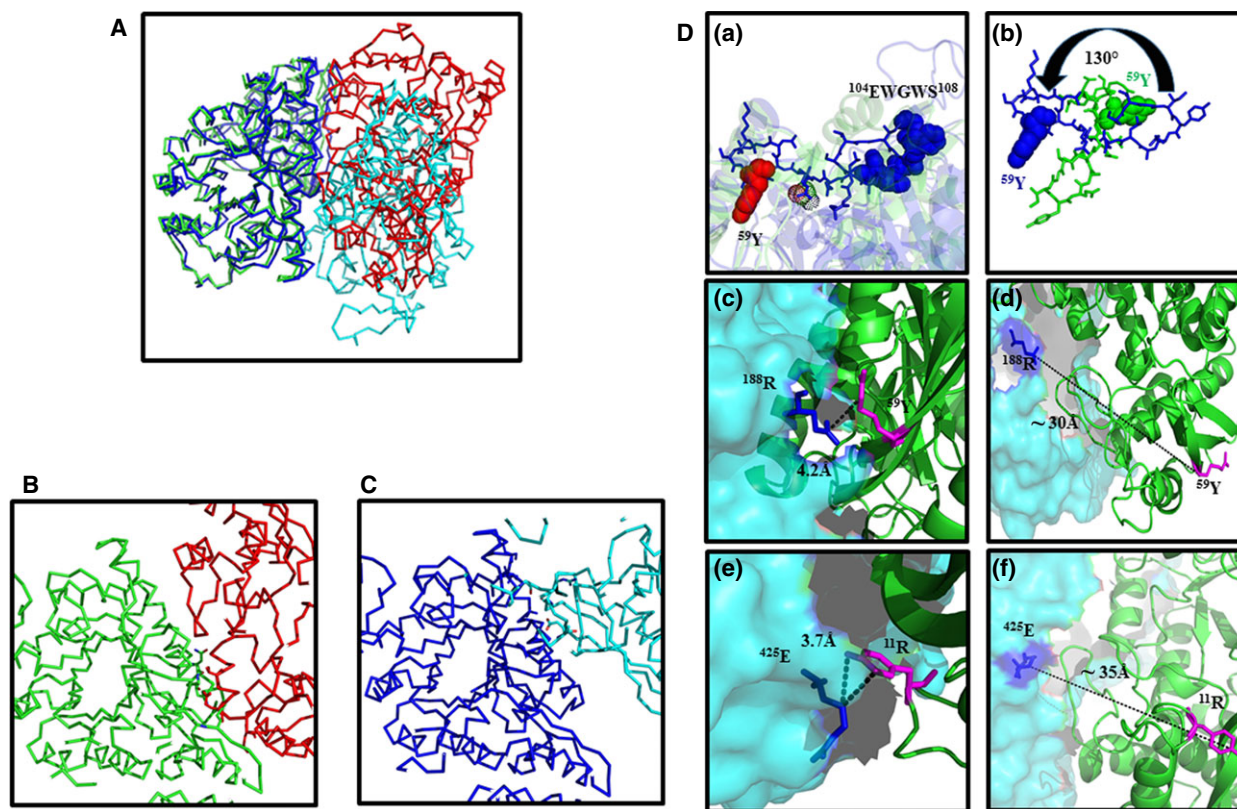 A
B
C
D
(a)
¹⁰⁴EWGWS¹⁰⁸
⁵⁹Y
(b)
130°
⁵⁹Y
⁵⁹Y
(c)
¹⁸⁸R
⁵⁹Y
4.2Å
(d)
¹⁸⁸R
~ 30Å
⁵⁹Y
(e)
3.7Å
¹¹R
⁴²⁵E
(f)
⁴²⁵E
~ 35Å
¹¹R